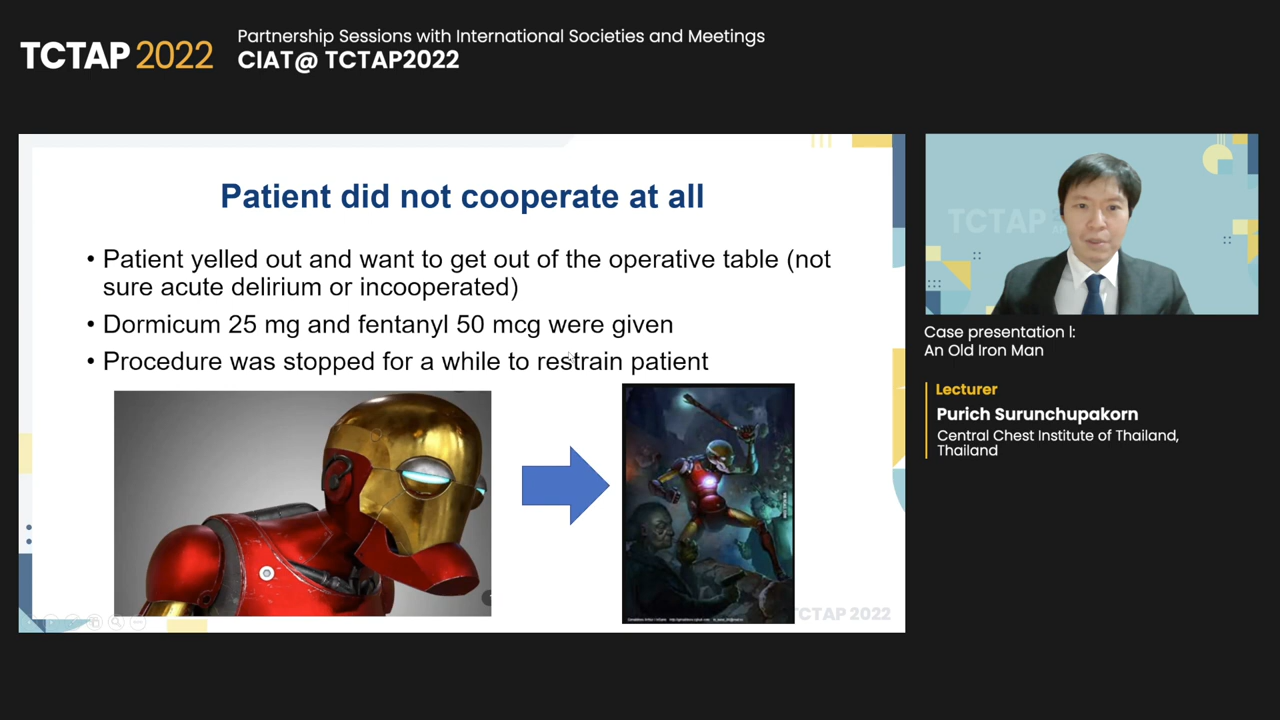 TCTAP 2022
Partnership Sessions with International Societies and Meetings
CIAT@ TCTAP2022
Patient did not cooperate at all
• Patient yelled out and want to get out of the operative table (not
sure acute delirium or incooperated)
• Dormicum 25 mg and fentanyl 50 mcg were given
• Procedure was stopped for a while to restrain patient
TCTAP 2022
TCTAP
Case presentation I:
An Old Iron Man
Lecturer
Purich Surunchupakorn
Central Chest Institute of Thailand,
Thailand